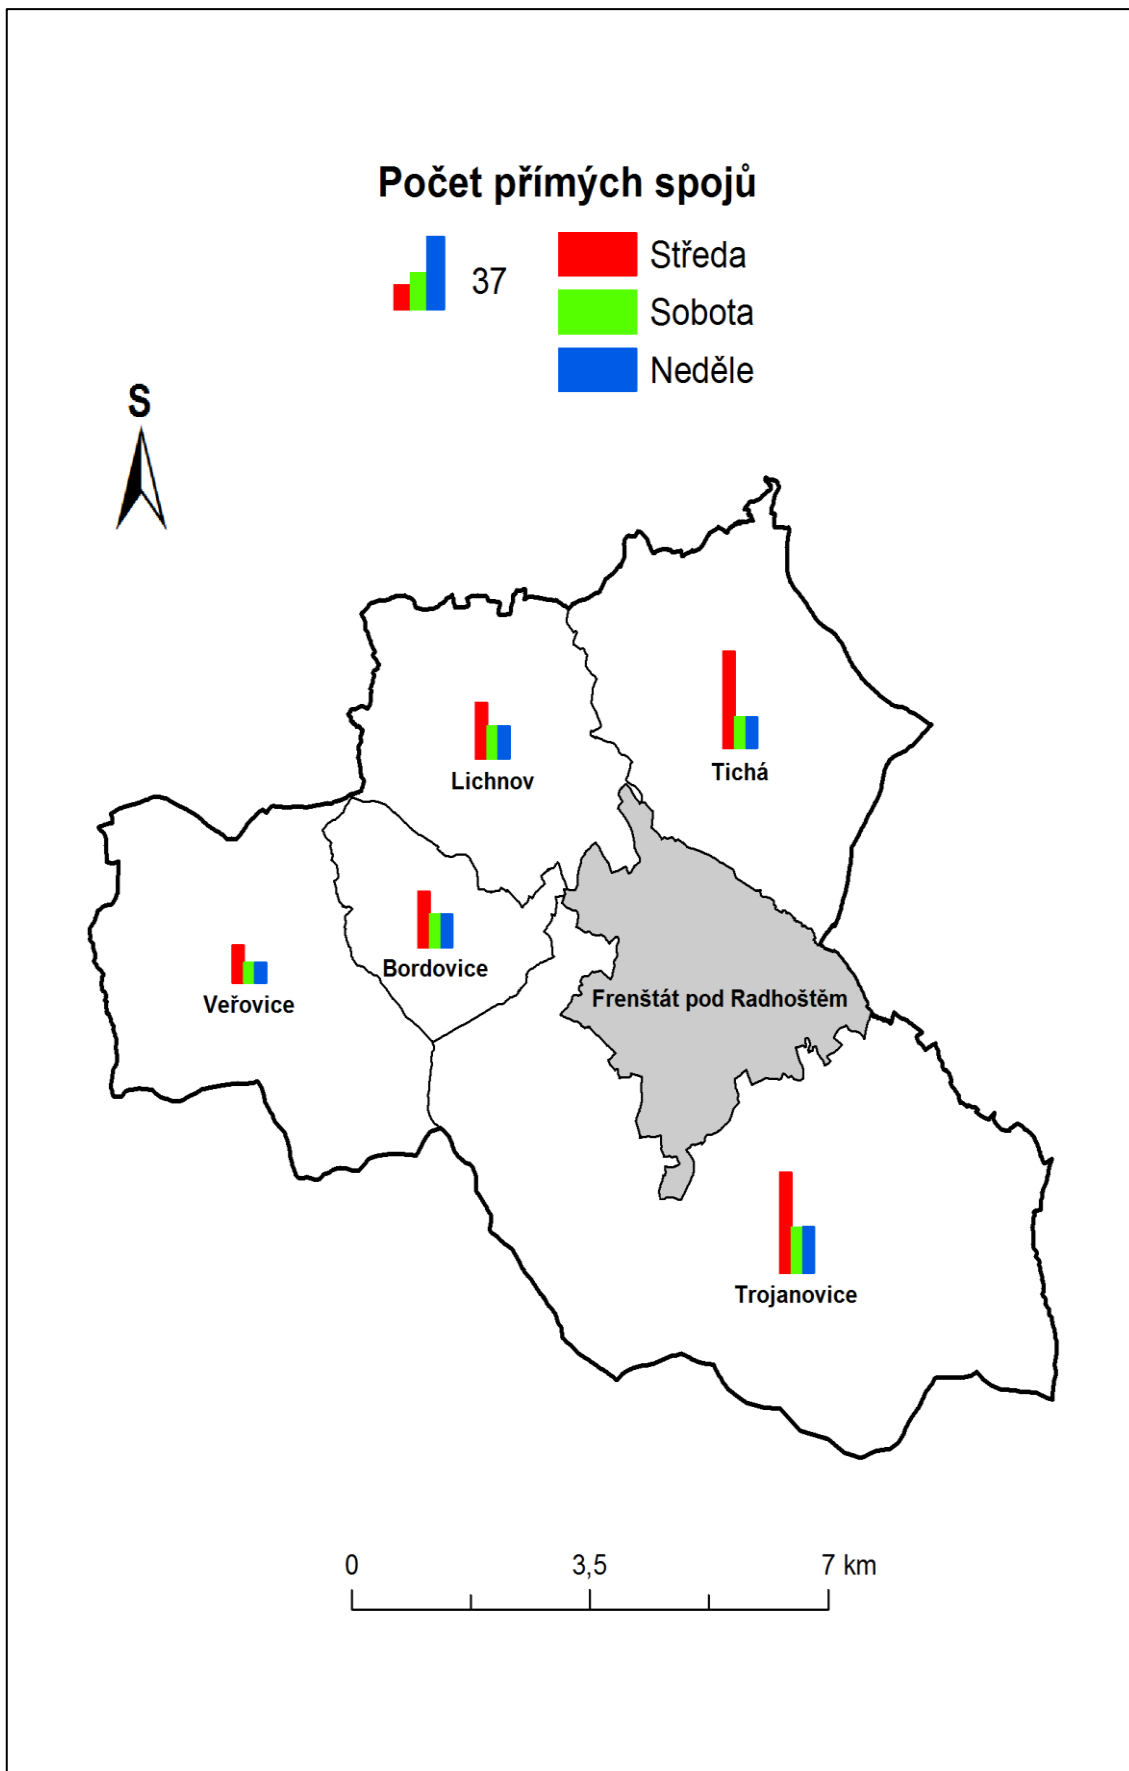 Počet přímých spojů
37
Středa
Sobota
Neděle
S
Tichá
Lichnov
Bordovice
Veřovice
Frenštát pod Radhoštěm
Trojanovice
0 3,5 7 km